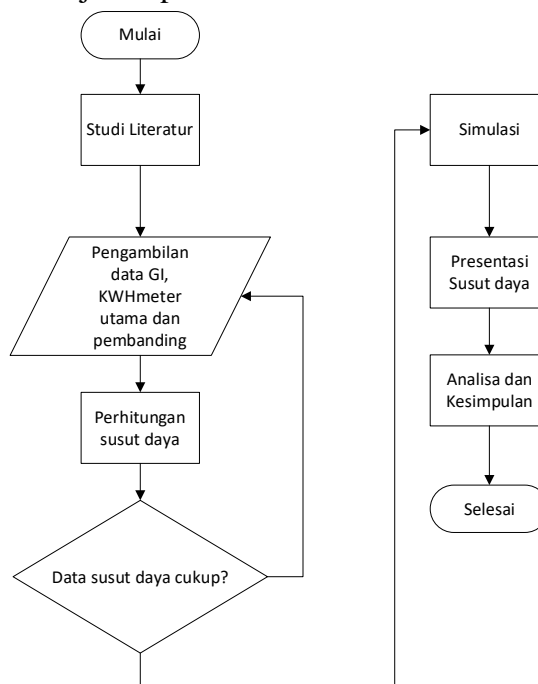 Mulai
Studi Literatur
Pengambilan
data GI,
KWHmeter
utama dan
pembanding
Perhitungan
susut daya
Data susut daya cukup?
Simulasi
Presentasi
Susut daya
Analisa dan
Kesimpulan
Selesai